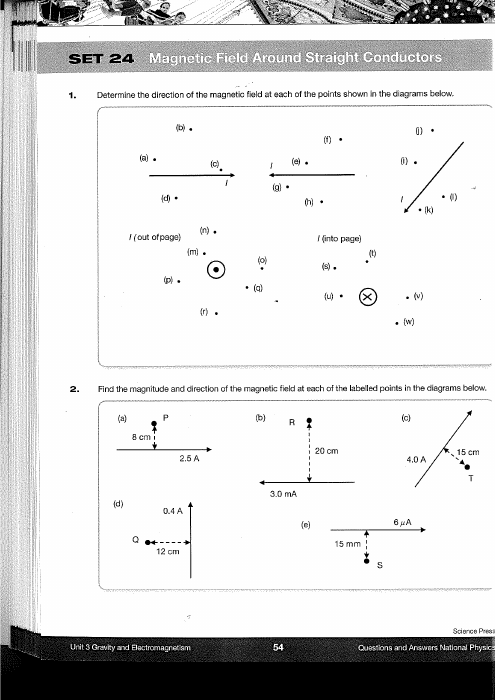 SET 24 Magnetic Field Around Straight Conductors
1. Determine the direction of the magnetic field at each of the points shown in the diagrams below.
(b)
(a)
(c)
I
(d)
(f)
I
(e)
(g)
(h)
(j)
(i)
I
(l)
(k)
I (out of page)
(n)
(m)
(o)
(p)
(q)
(r)
I (into page)
(t)
(s)
(u)
(v)
(w)
2. Find the magnitude and direction of the magnetic field at each of the labelled points in the diagrams below.
(a)
P
8 cm
2.5 A
(b)
R
20 cm
3.0 mA
(c)
4.0 A
15 cm
T
(d)
0.4 A
Q
12 cm
(e)
6 μA
15 mm
S
Science Press
Unit 3 Gravity and Electromagnetism
54
Questions and Answers National Physics